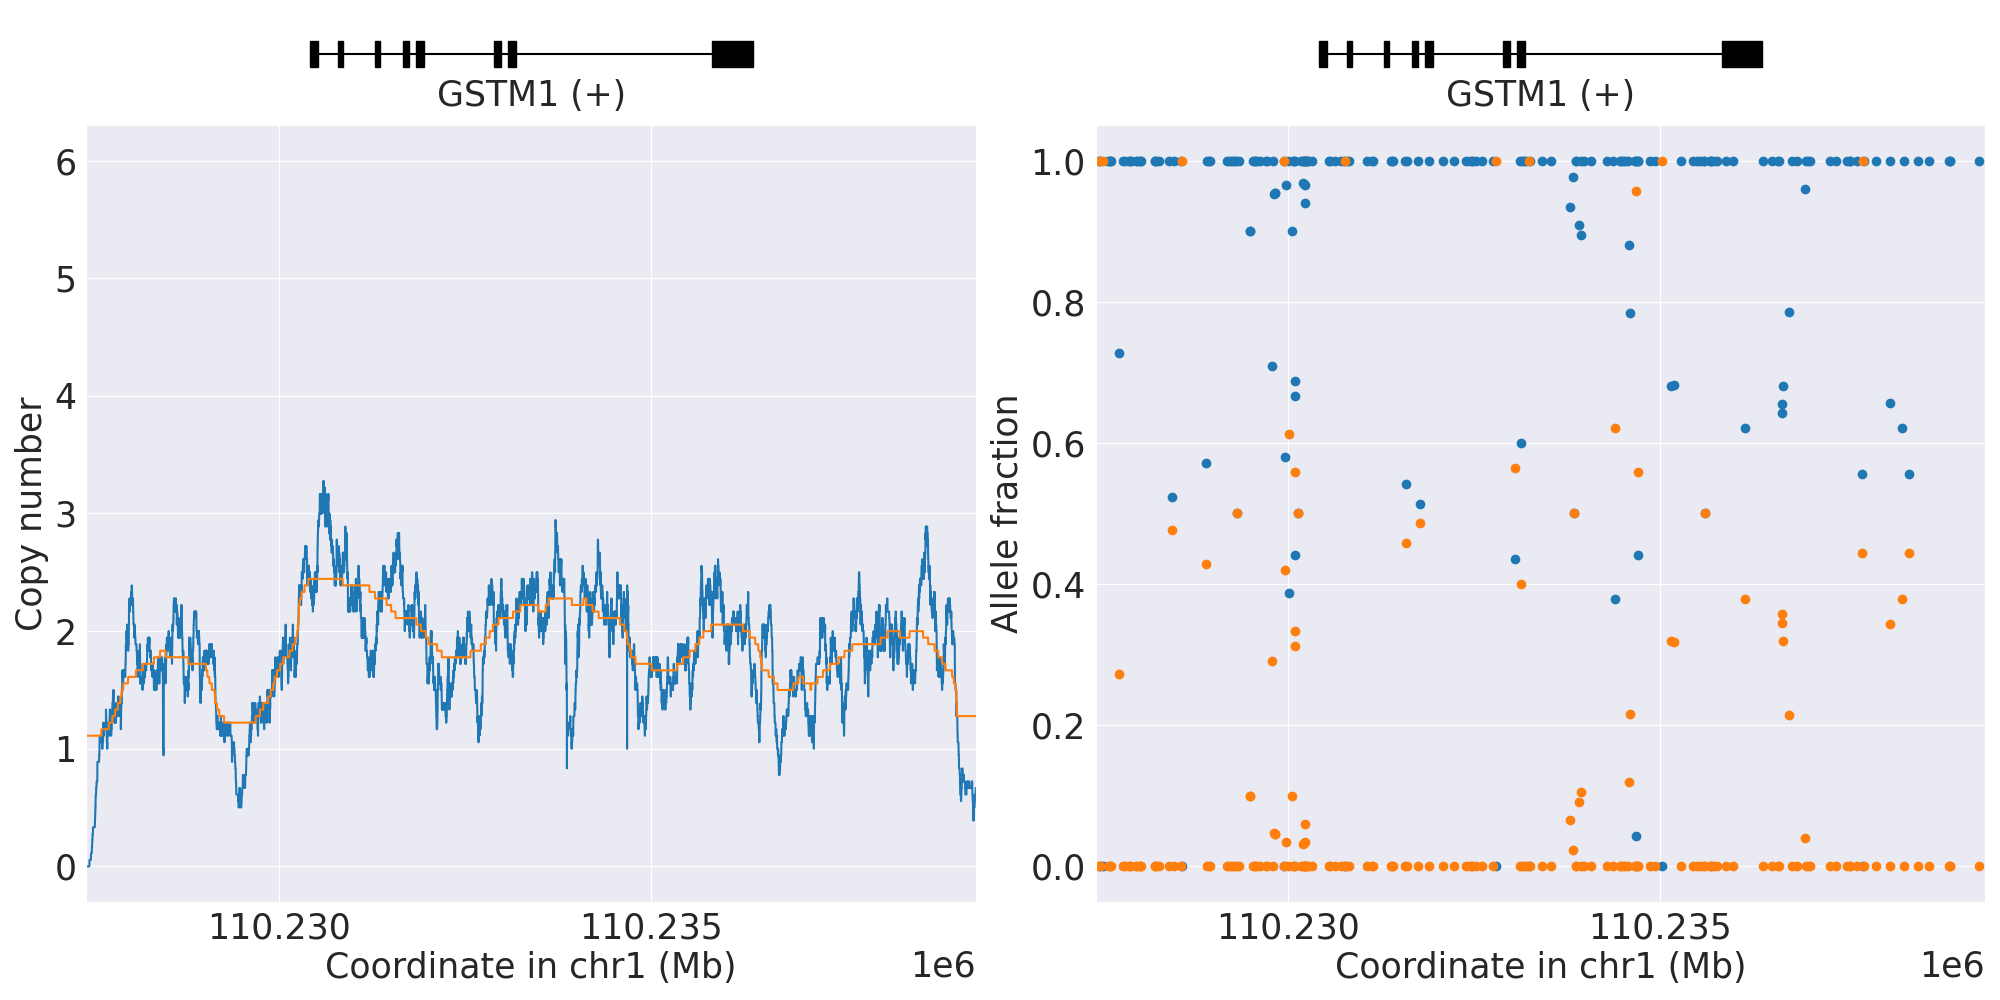 GSTM1 (+)
Copy number
6
5
4
3
2
1
0
110.230
110.235
Coordinate in chr1 (Mb)
1e6
GSTM1 (+)
Allele fraction
1.0
0.8
0.6
0.4
0.2
0.0
110.230
110.235
Coordinate in chr1 (Mb)
1e6